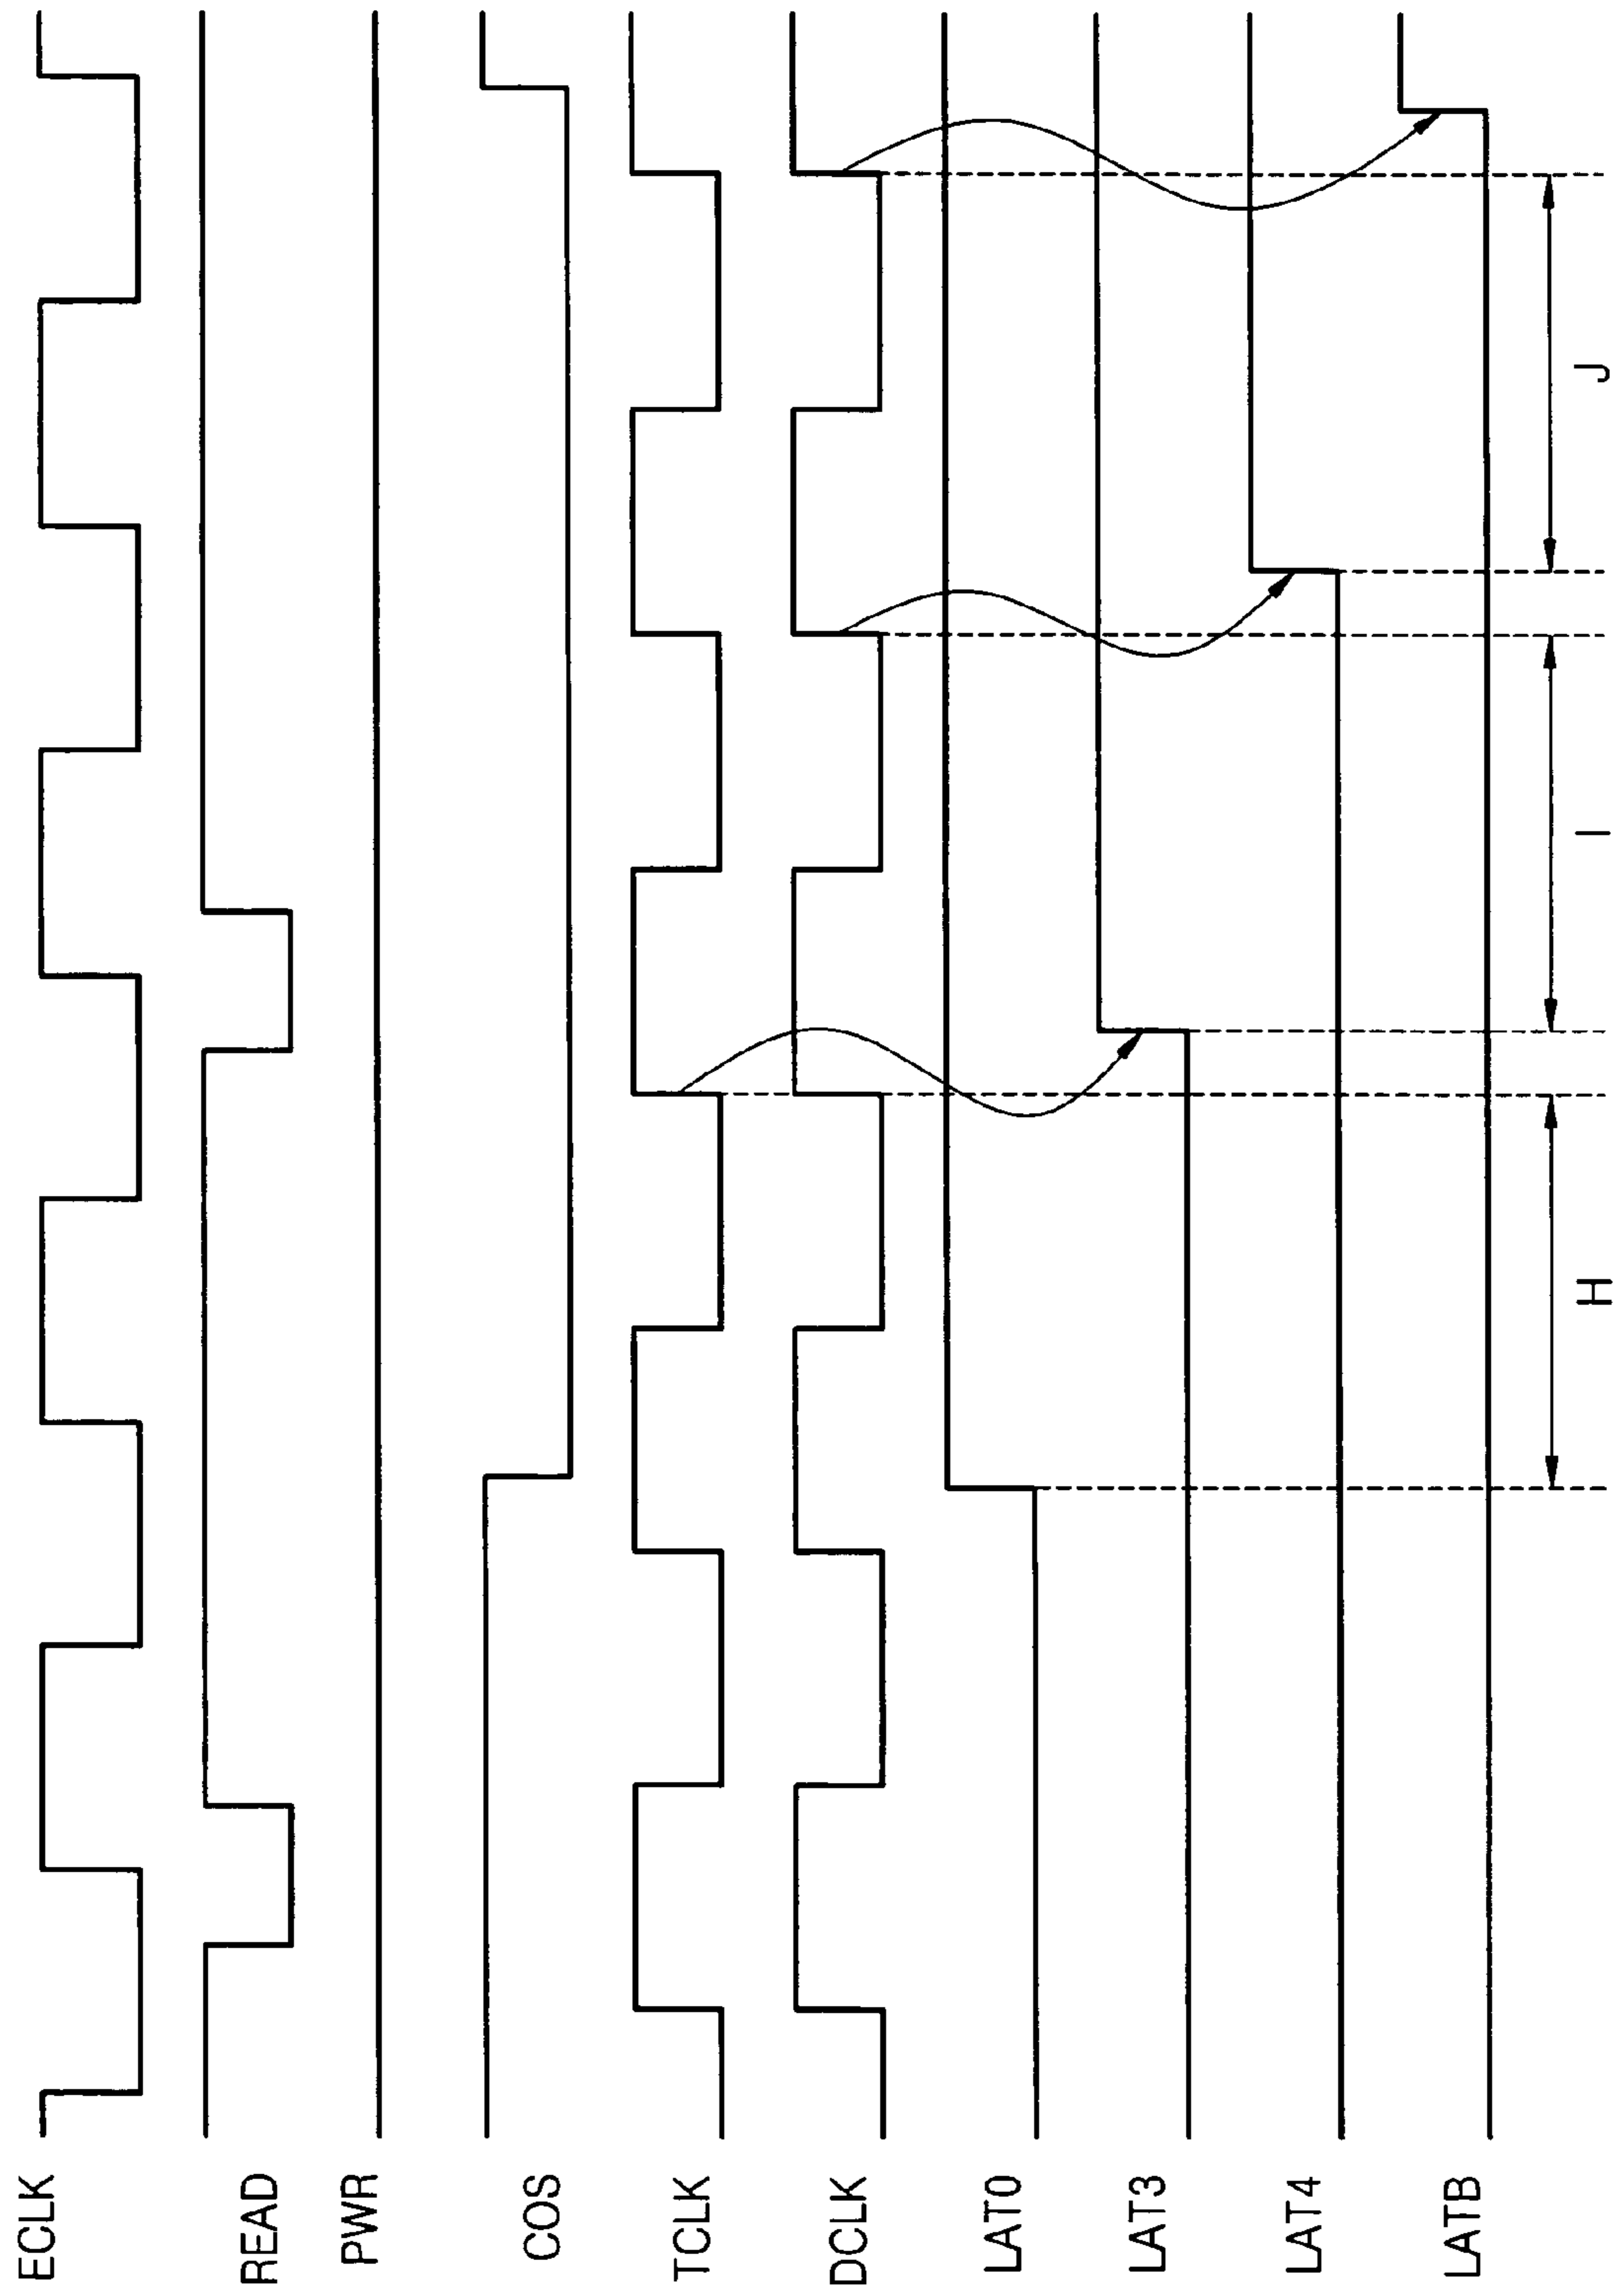 ECLK
READ
PWR
COS
TCLK
DCLK
LAT0
LAT3
LAT4
LATB
H
I
J